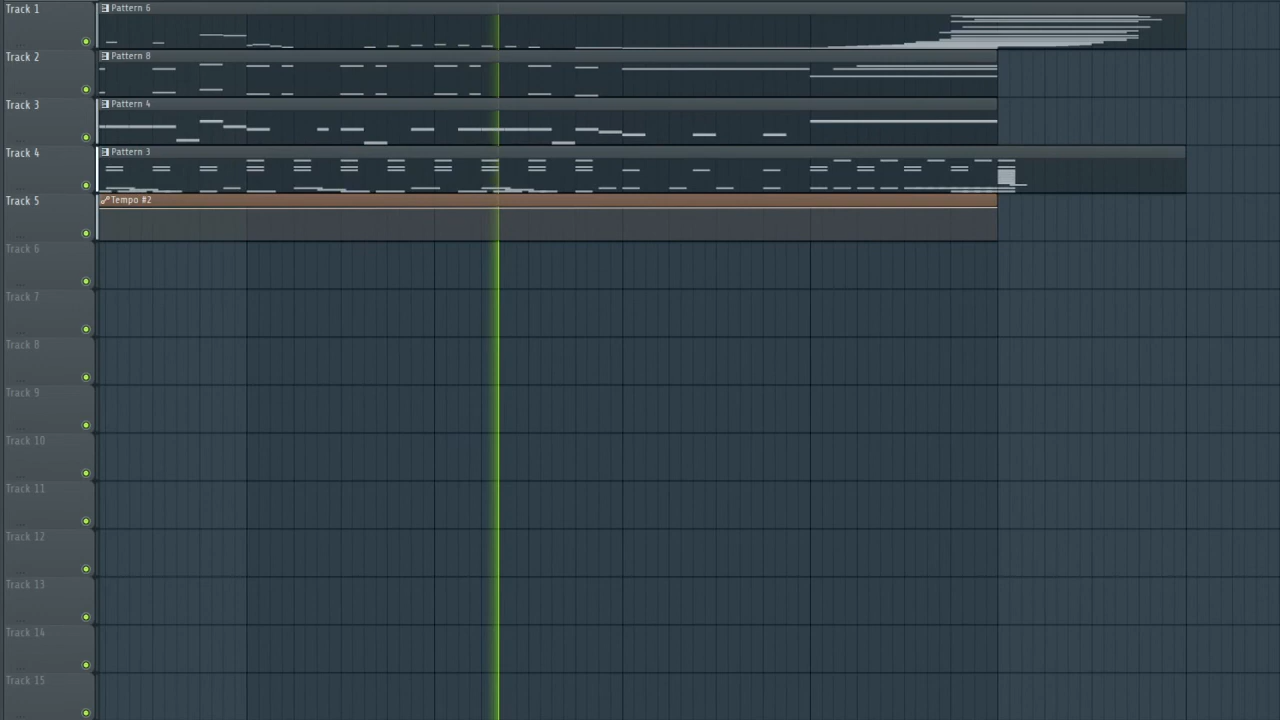 Track 1
Pattern 6
Track 2
Pattern 8
Track 3
Pattern 4
Track 4
Pattern 3
Track 5
Tempo #2
Track 6
Track 7
Track 8
Track 9
Track 10
Track 11
Track 12
Track 13
Track 14
Track 15